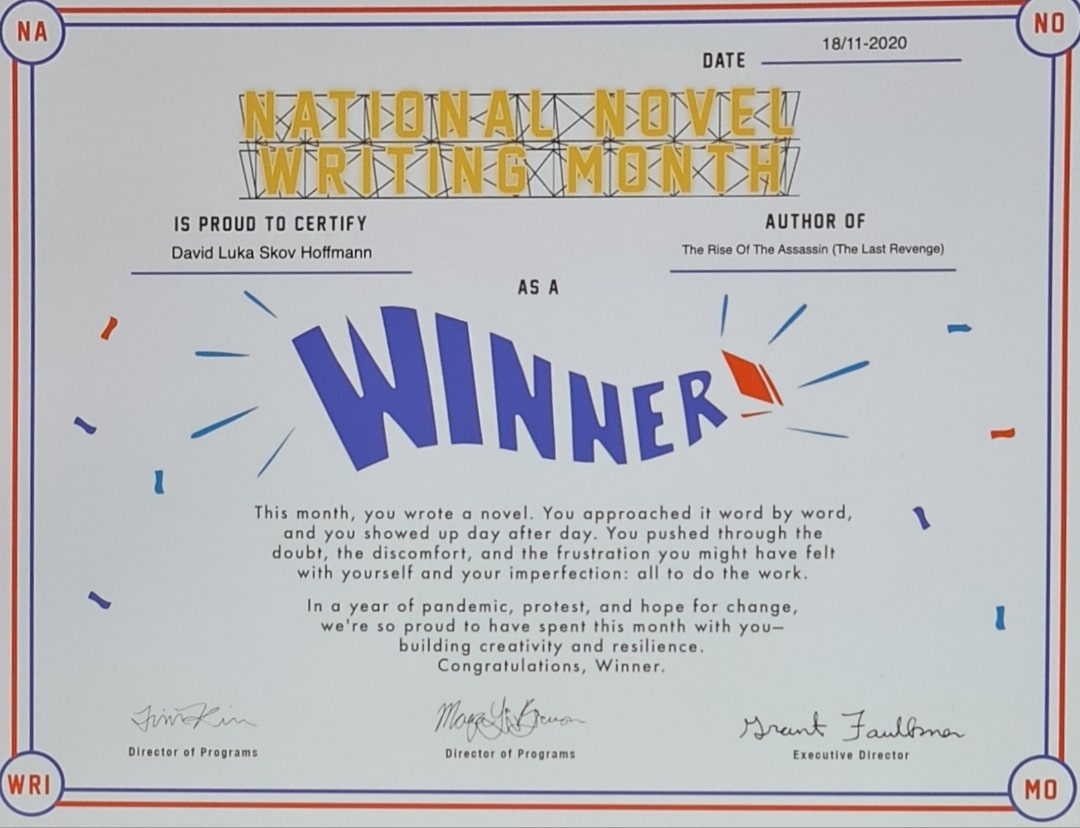 NA
NO
DATE 18/11-2020
NATIONAL NOVEL
WRITING MONTH
IS PROUD TO CERTIFY
David Luka Skov Hoffmann
AUTHOR OF
The Rise Of The Assassin (The Last Revenge)
AS A
WINNER
This month, you wrote a novel. You approached it word by word,
and you showed up day after day. You pushed through the
doubt, the discomfort, and the frustration you might have felt
with yourself and your imperfection: all to do the work.
In a year of pandemic, protest, and hope for change,
we're so proud to have spent this month with you—
building creativity and resilience.
Congratulations, Winner.
Tim Kim
Grant Faulkner
Director of Programs
Director of Programs
Executive Director
WRI
MO